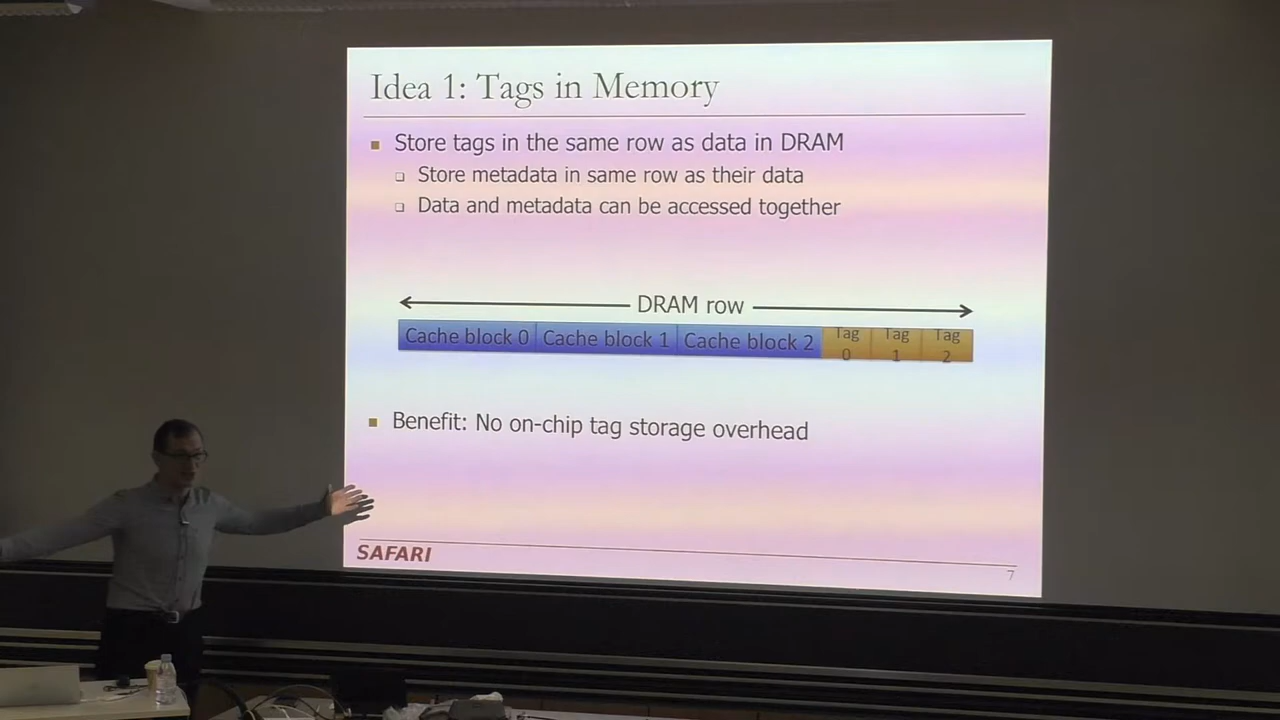 Idea 1: Tags in Memory
Store tags in the same row as data in DRAM
Store metadata in same row as their data
Data and metadata can be accessed together
DRAM row
Cache block 0 Cache block 1 Cache block 2 Tag 0 Tag 1 Tag 2
Benefit: No on-chip tag storage overhead
SAFARI
7